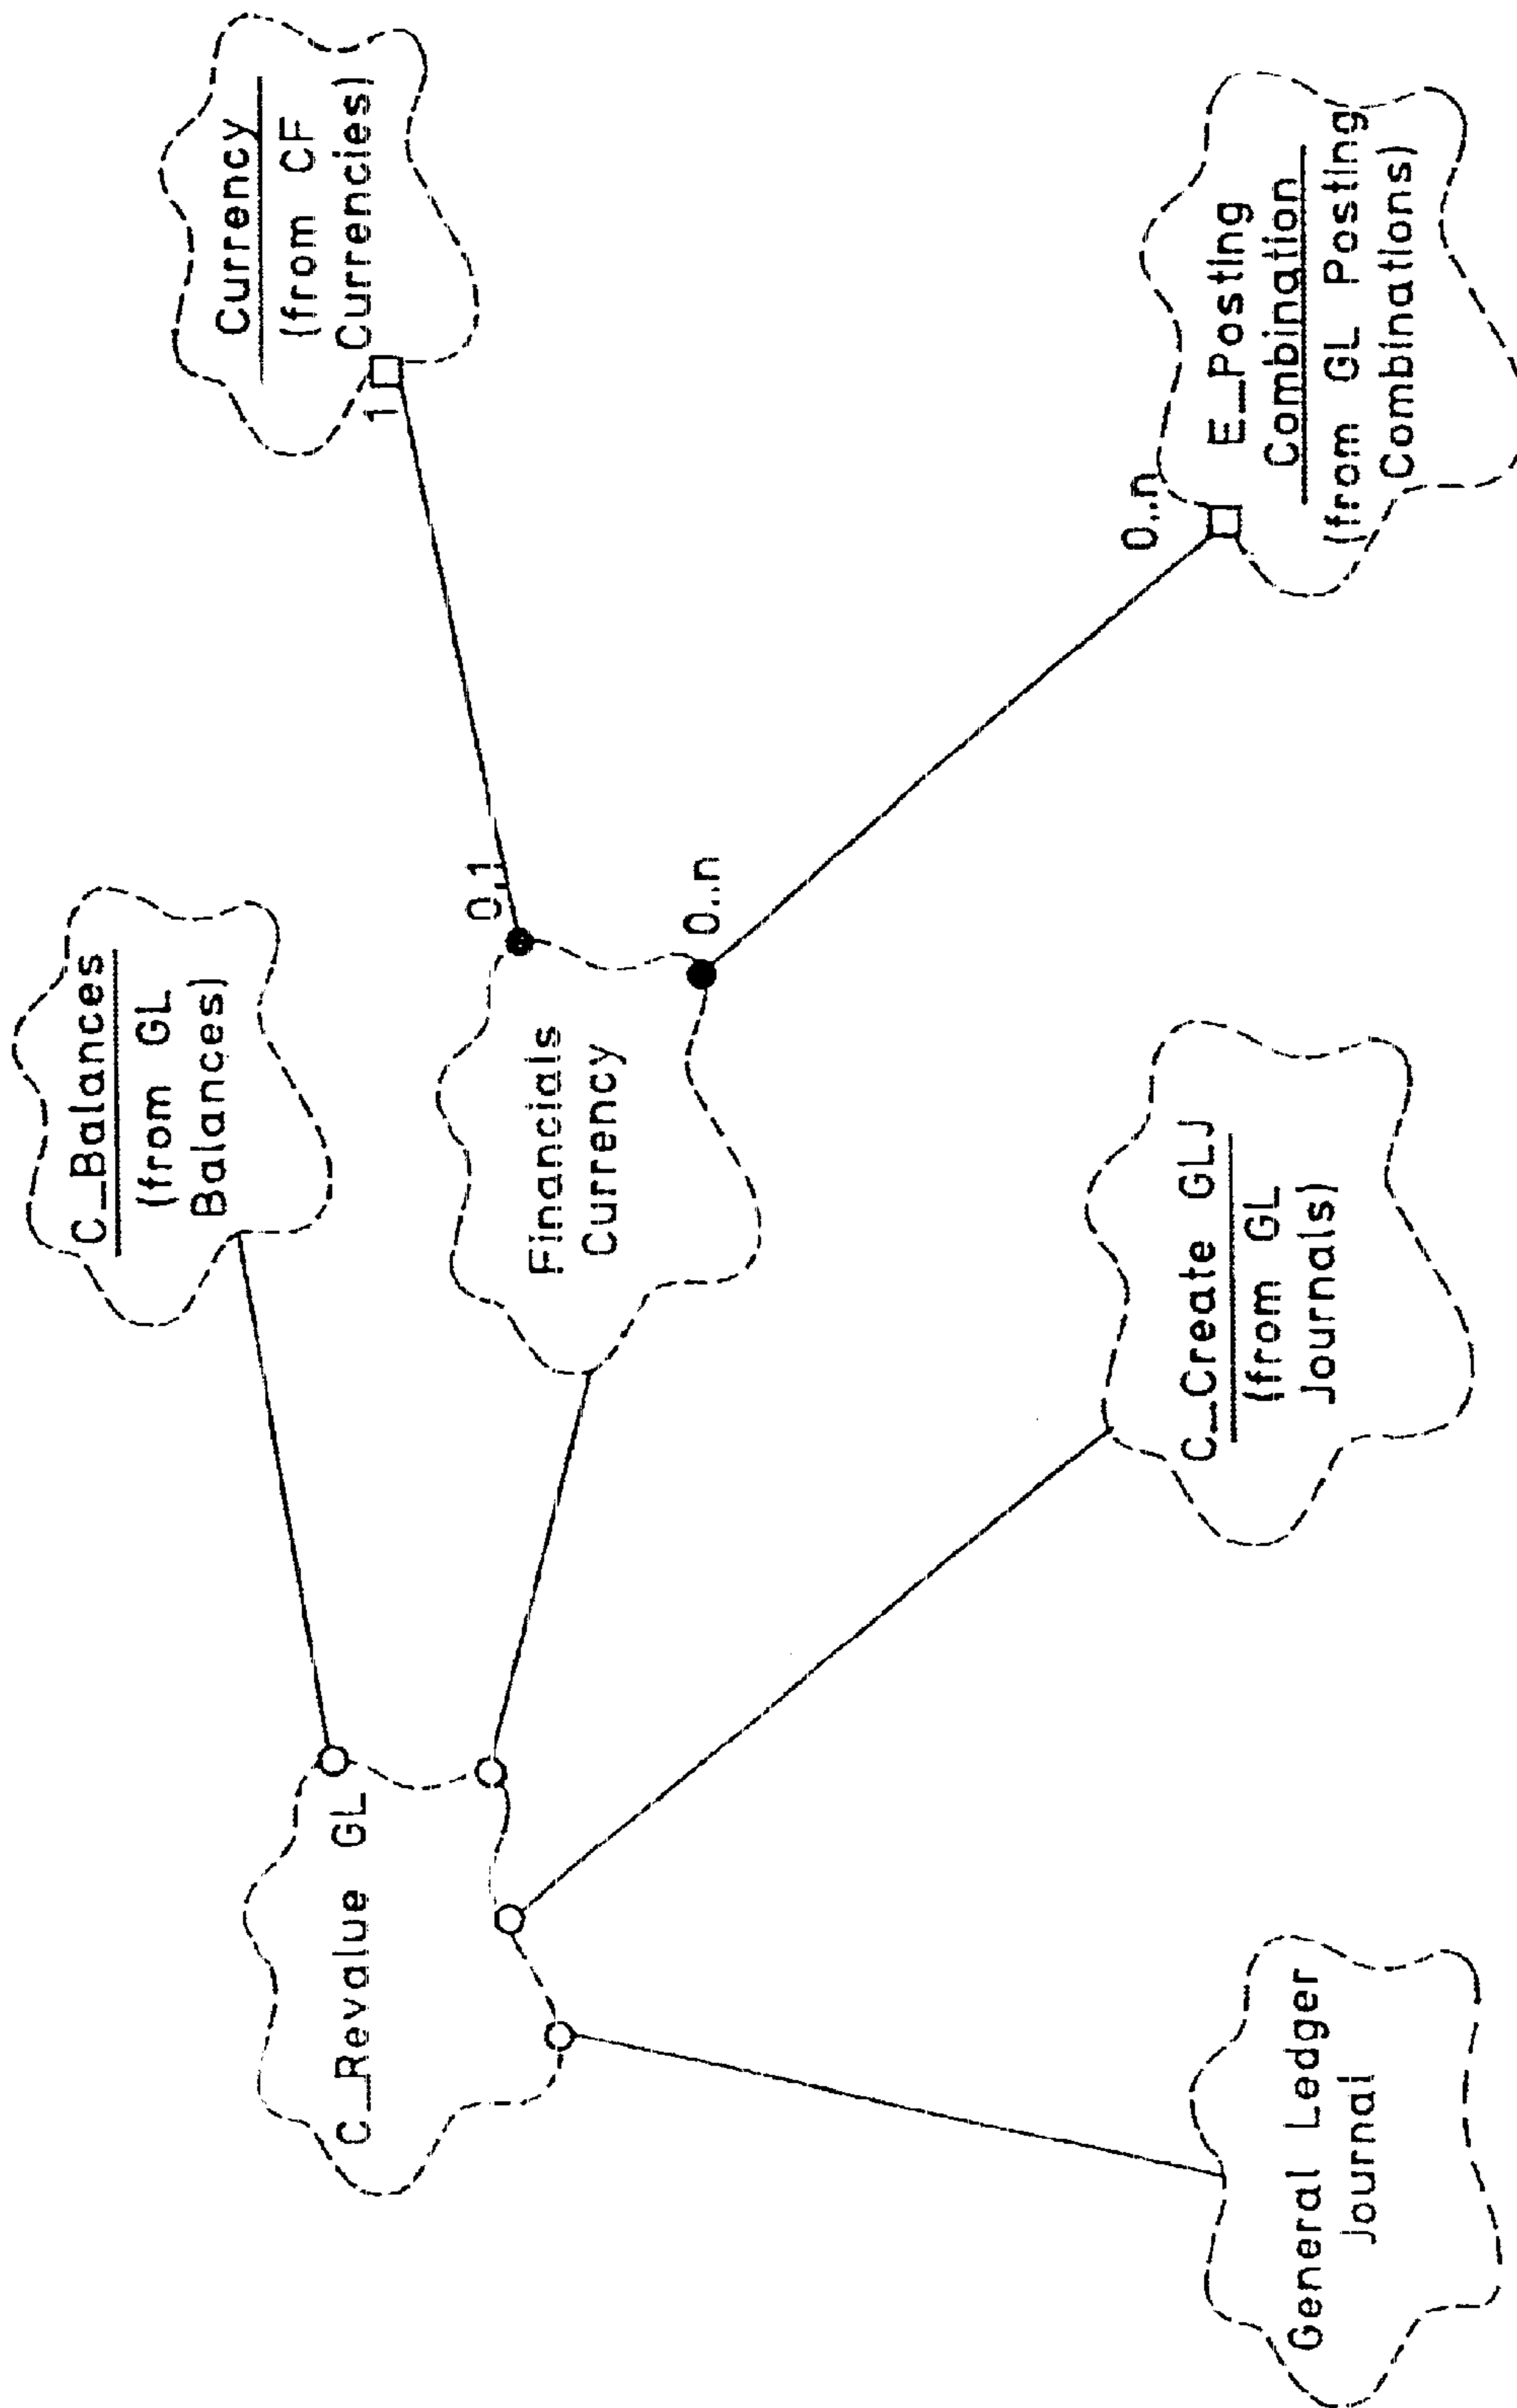 C_Balances
(from GL
Balances)
Currency
(from CF
Currencies)
1
C_Revalue GL
0,1
Financials
Currency
0..n
0..n
General Ledger
Journal
C_Create GLJ
(from GL
Journals)
E_Posting
Combination
(from GL Posting
Combinations)